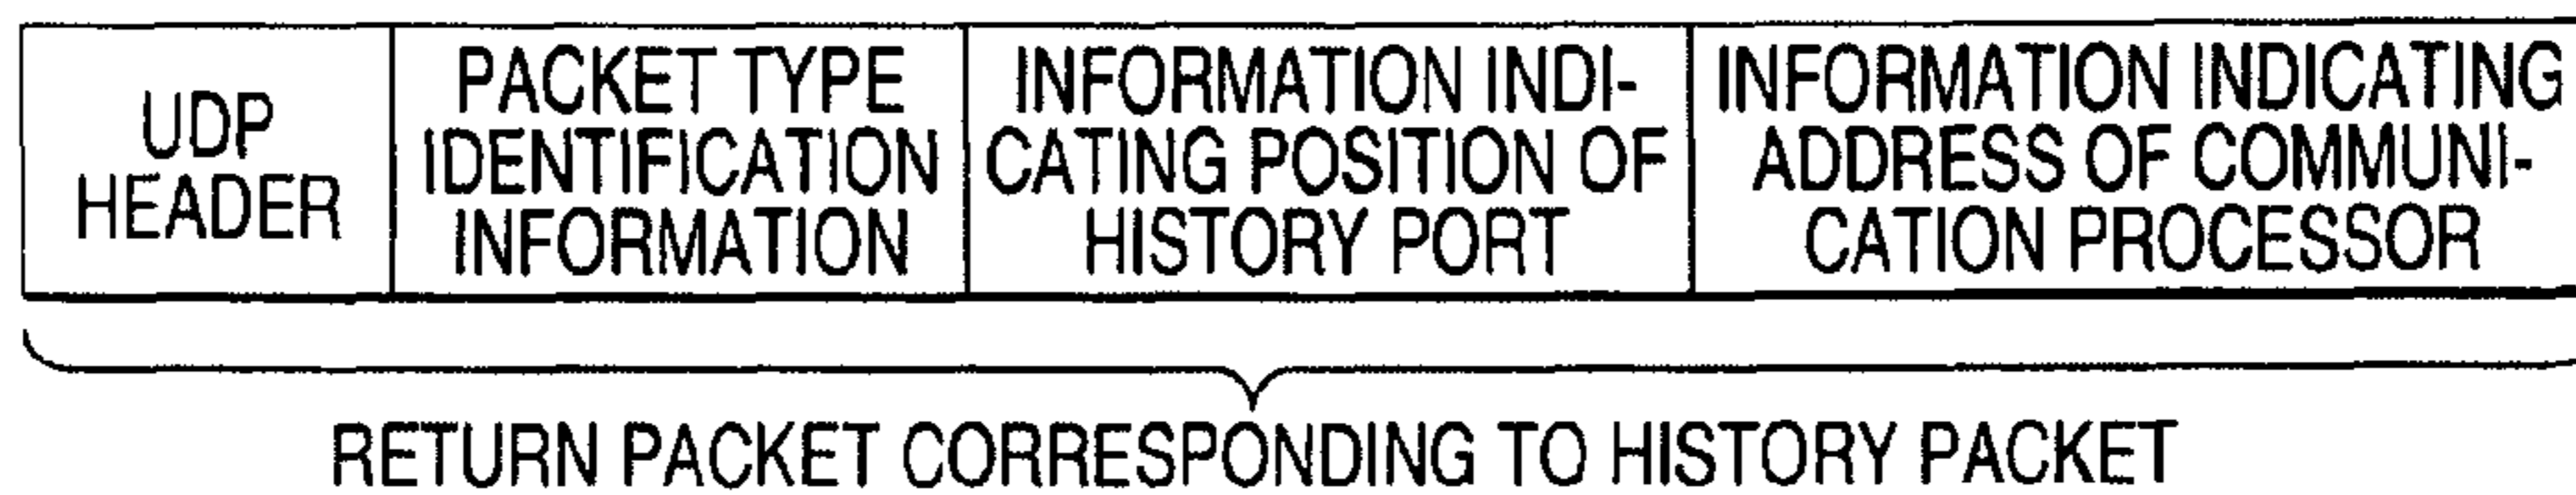 UDP
HEADER
PACKET TYPE
IDENTIFICATION
INFORMATION
INFORMATION INDI-
CATING POSITION OF
HISTORY PORT
INFORMATION INDICATING
ADDRESS OF COMMUNI-
CATION PROCESSOR
RETURN PACKET CORRESPONDING TO HISTORY PACKET